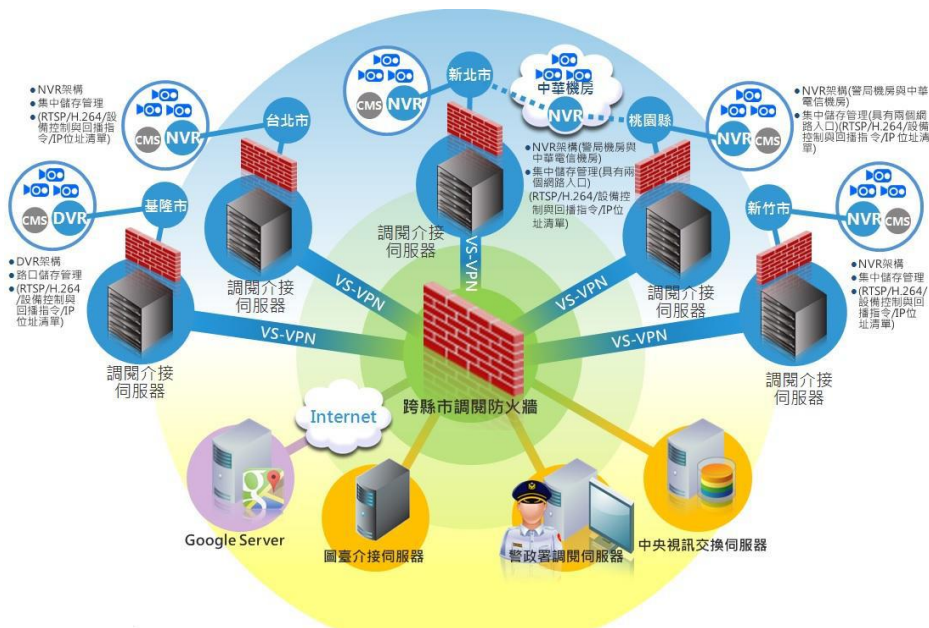 NVR架構
集中儲存管理
(RTSP/H.264/設
備控制與回播指
令/IP位址清單)
CMS
NVR
台北市
CMS
NVR
新北市
中華機房
NVR
桃園縣
NVR
CMS
NVR架構(警局機房與中華
電信機房)
集中儲存管理(具有兩個網
路入口)(RTSP/H.264/設備
控制與回播指令/IP位址清
單)
NVR架構(警局機房與
中華電信機房)
集中儲存管理(具有兩
個網路入口)
(RTSP/H.264/設備控
制與回播指令/IP位
址清單)
CMS
DVR
基隆市
DVR架構
路口儲存管理
(RTSP/H.264
/設備控制與
回播指令/IP
位址清單)
新竹市
NVR
CMS
NVR架構
集中儲存管理
(RTSP/H.264/
設備控制與回
播指令/IP位
址清單)
調閱介接
伺服器
調閱介接
伺服器
調閱介接
伺服器
調閱介接
伺服器
調閱介接
伺服器
VS-VPN
VS-VPN
VS-VPN
VS-VPN
VS-VPN
跨縣市調閱防火牆
Internet
Google Server
圖臺介接伺服器
警政署調閱伺服器
中央視訊交換伺服器